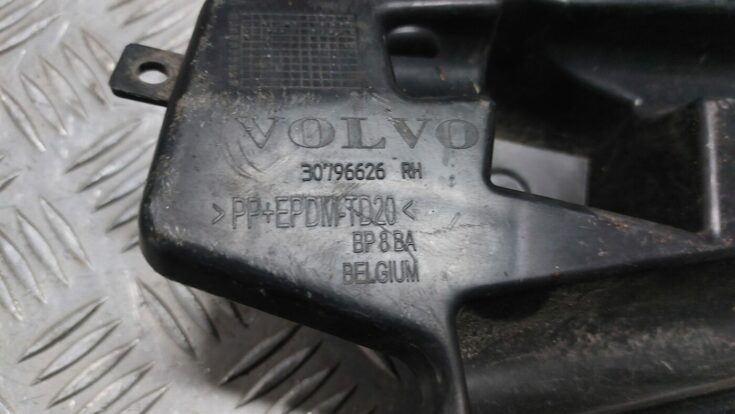 VOLVO
30796626 RH
>PP+EPDM-TD20<
BP 8 BA
BELGIUM